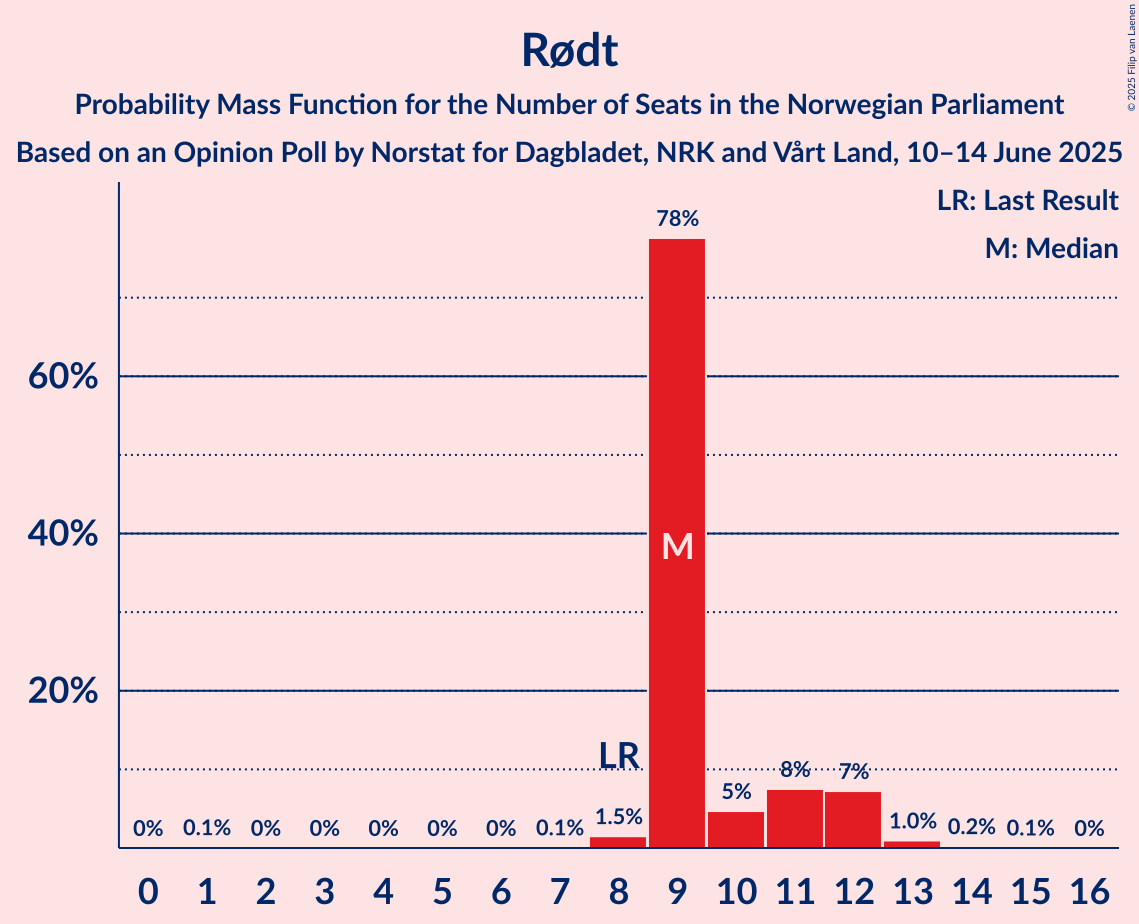 Rødt
Probability Mass Function for the Number of Seats in the Norwegian Parliament
Based on an Opinion Poll by Norstat for Dagbladet, NRK and Vårt Land, 10–14 June 2025
© 2025 Filip van Laenen
LR: Last Result
M: Median
78%
60%
40%
M
20%
LR
0% 0.1% 0% 0% 0% 0% 0% 0.1% 1.5% 5% 8% 7% 1.0% 0.2% 0.1% 0%
0 1 2 3 4 5 6 7 8 9 10 11 12 13 14 15 16